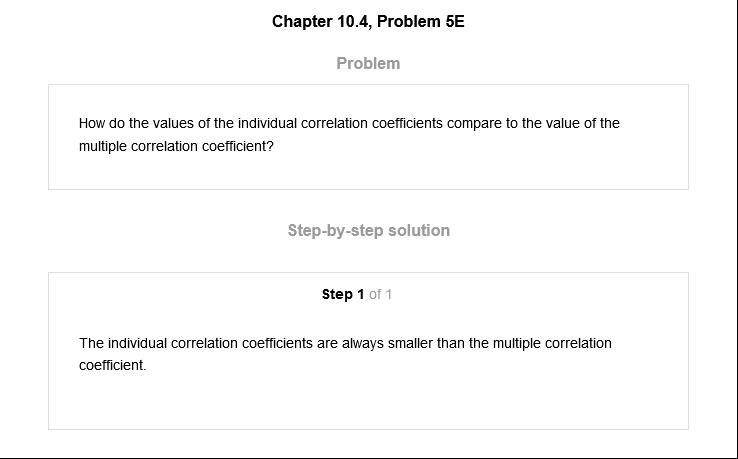 Chapter 10.4, Problem 5E
Problem
How do the values of the individual correlation coefficients compare to the value of the
multiple correlation coefficient?
Step-by-step solution
Step 1 of 1
The individual correlation coefficients are always smaller than the multiple correlation
coefficient.